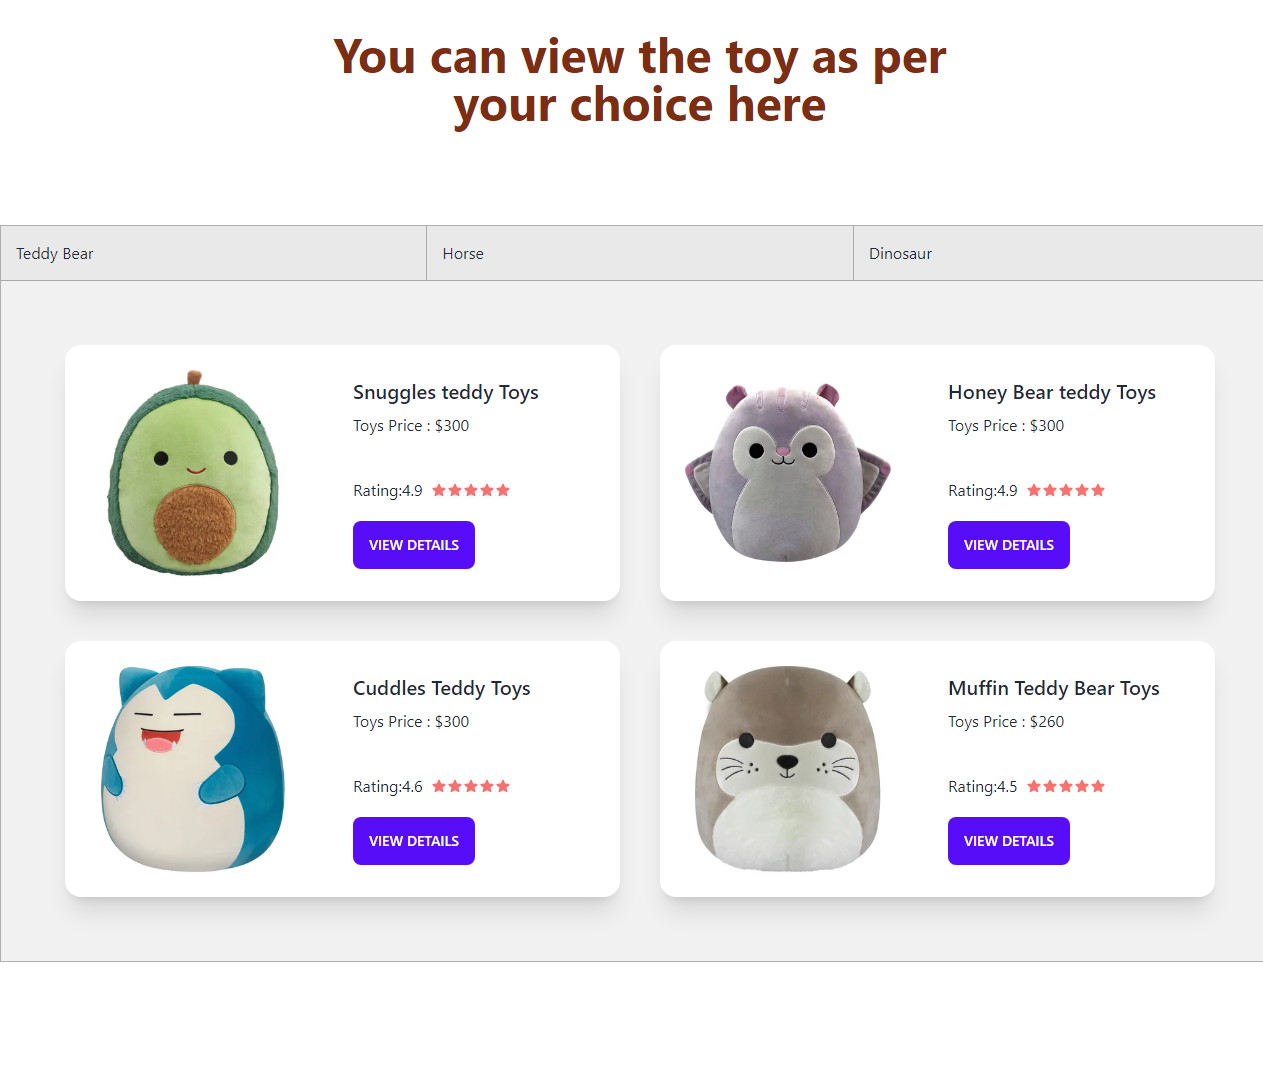 You can view the toy as per
your choice here
Teddy Bear
Horse
Dinosaur
Snuggles teddy Toys
Toys Price : $300
Rating:4.9
VIEW DETAILS
Honey Bear teddy Toys
Toys Price : $300
Rating:4.9
VIEW DETAILS
Cuddles Teddy Toys
Toys Price : $300
Rating:4.6
VIEW DETAILS
Muffin Teddy Bear Toys
Toys Price : $260
Rating:4.5
VIEW DETAILS